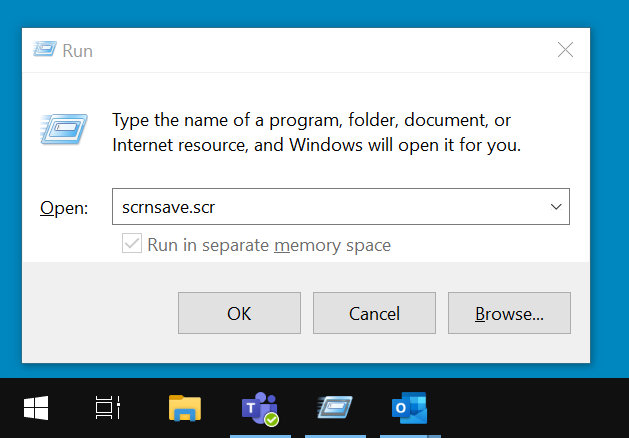 Run
Type the name of a program, folder, document, or
Internet resource, and Windows will open it for you.
Open: scrnsave.scr
Run in separate memory space
OK Cancel Browse...
T
O